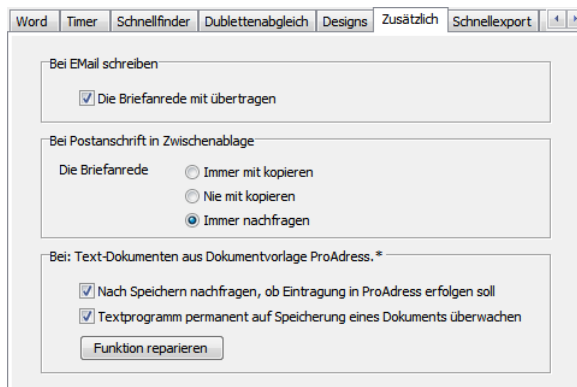 Word Timer Schnellfinder Dublettenabgleich Designs Zusätzlich Schnellexport
Bei EMail schreiben
Die Briefanrede mit übertragen
Bei Postanschrift in Zwischenablage
Die Briefanrede Immer mit kopieren
Nie mit kopieren
Immer nachfragen
Bei: Text-Dokumenten aus Dokumentvorlage ProAdress.*
Nach Speichern nachfragen, ob Eintragung in ProAdress erfolgen soll
Textprogramm permanent auf Speicherung eines Dokuments überwachen
Funktion reparieren